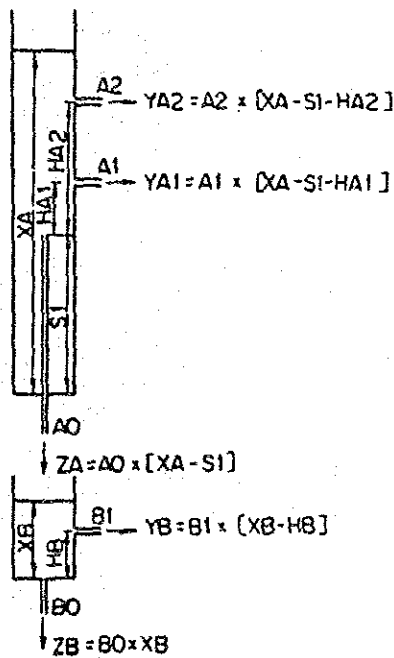 A2
YA2 = A2 × [XA-S1-HA2]
HA2
A1
YA1 = A1 × [XA-S1-HA1]
HA1
XA
S1
A0
ZA = A0 × [XA-S1]
B1
YB = B1 × [XB-HB]
XB
HB
B0
ZB = B0 × XB